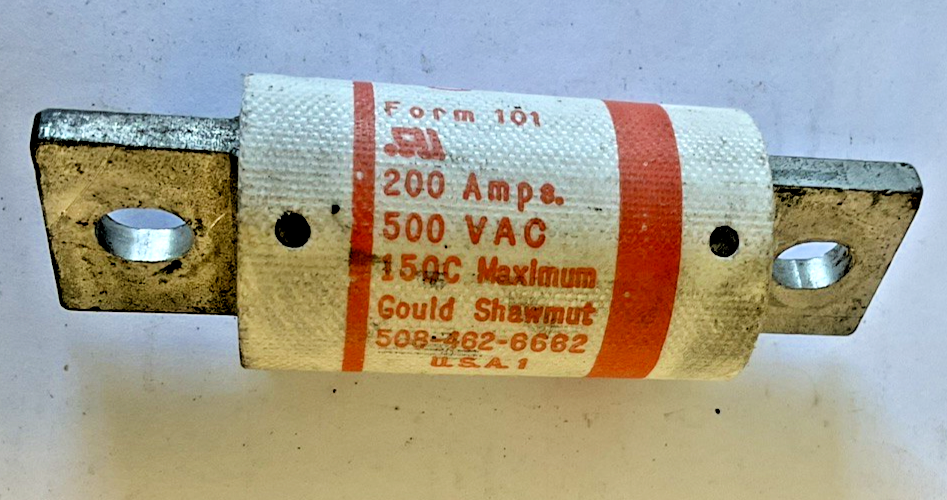 Form 101
200 Amps.
500 VAC
150C Maximum
Gould Shawmut
508-462-6662
U.S.A. 1